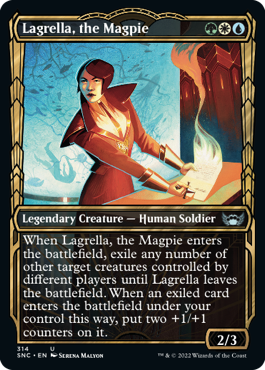 Lagrella, the Magpie
Legendary Creature — Human Soldier
When Lagrella, the Magpie enters
the battlefield, exile any number of
other target creatures controlled by
different players until Lagrella leaves
the battlefield. When an exiled card
enters the battlefield under your
control this way, put two +1/+1
counters on it.
2/3
314 U
SNC • EN SERENA MALYON
™ & © 2022 Wizards of the Coast